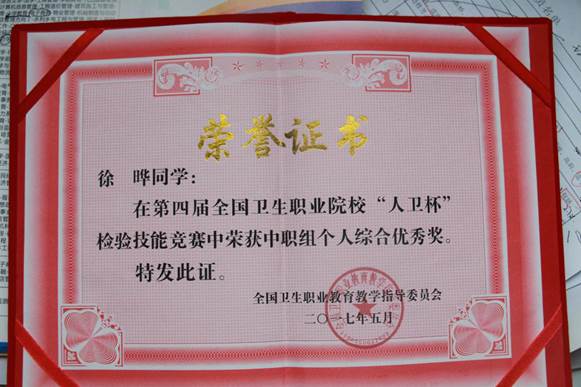 荣誉证书
徐 晔同学：
在第四届全国卫生职业院校“人卫杯”
检验技能竞赛中荣获中职组个人综合优秀奖。
特发此证。
全国卫生职业教育教学指导委员会
二〇一七年五月